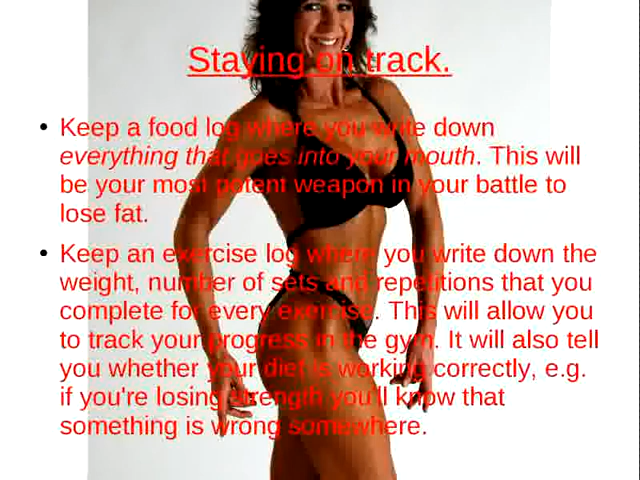 Staying on track.
• Keep a food log where you write down
everything that goes into your mouth. This will
be your most potent weapon in your battle to
lose fat.
• Keep an exercise log where you write down the
weight, number of sets and repetitions that you
complete for every exercise. This will allow you
to track your progress in the gym. It will also tell
you whether your diet is working correctly, e.g.
if you're losing strength you'll know that
something is wrong somewhere.